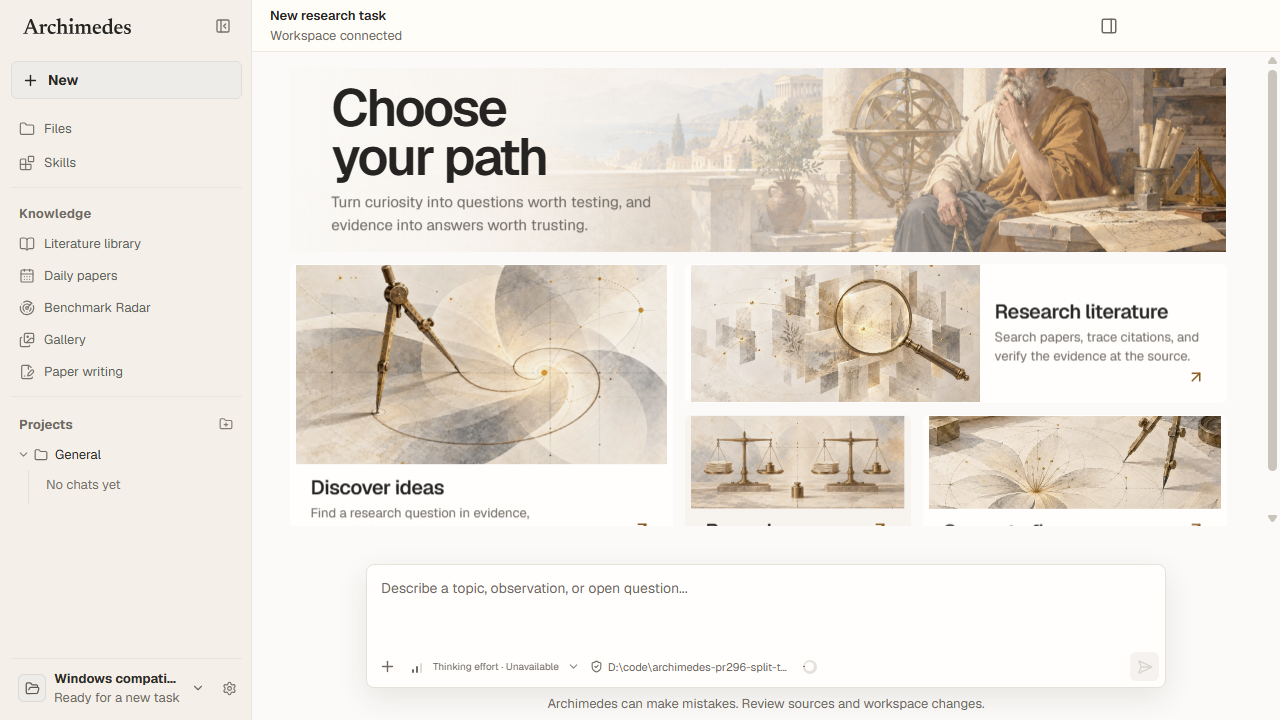 Archimedes
New
Files
Skills
Knowledge
Literature library
Daily papers
Benchmark Radar
Gallery
Paper writing
Projects
General
No chats yet
Windows compati...
Ready for a new task
New research task
Workspace connected
Choose
your path
Turn curiosity into questions worth testing, and
evidence into answers worth trusting.
Discover ideas
Find a research question in evidence,
Research literature
Search papers, trace citations, and
verify the evidence at the source.
Describe a topic, observation, or open question...
Thinking effort · Unavailable
D:\code\archimedes-pr296-split-t...
Archimedes can make mistakes. Review sources and workspace changes.